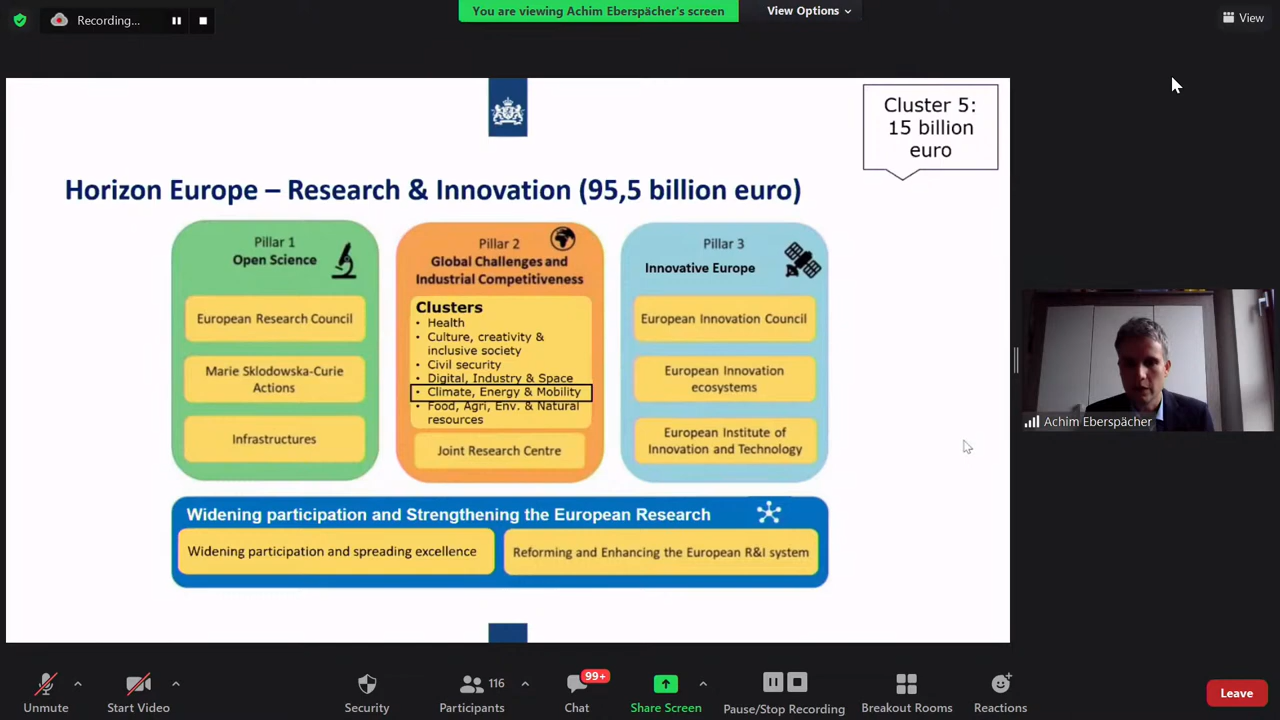 Recording...
You are viewing Achim Eberspächer's screen
View Options
View
Cluster 5:
15 billion
euro
Horizon Europe – Research & Innovation (95,5 billion euro)
Pillar 1
Open Science
European Research Council
Marie Sklodowska-Curie
Actions
Infrastructures
Pillar 2
Global Challenges and
Industrial Competitiveness
Clusters
• Health
• Culture, creativity &
inclusive society
• Civil security
• Digital, Industry & Space
• Climate, Energy & Mobility
• Food, Agri, Env. & Natural
resources
Joint Research Centre
Pillar 3
Innovative Europe
European Innovation Council
European Innovation
ecosystems
European Institute of
Innovation and Technology
Widening participation and Strengthening the European Research
Widening participation and spreading excellence
Reforming and Enhancing the European R&I system
Achim Eberspächer
Unmute
Start Video
Security
116
Participants
99+
Chat
Share Screen
Pause/Stop Recording
Breakout Rooms
Reactions
Leave